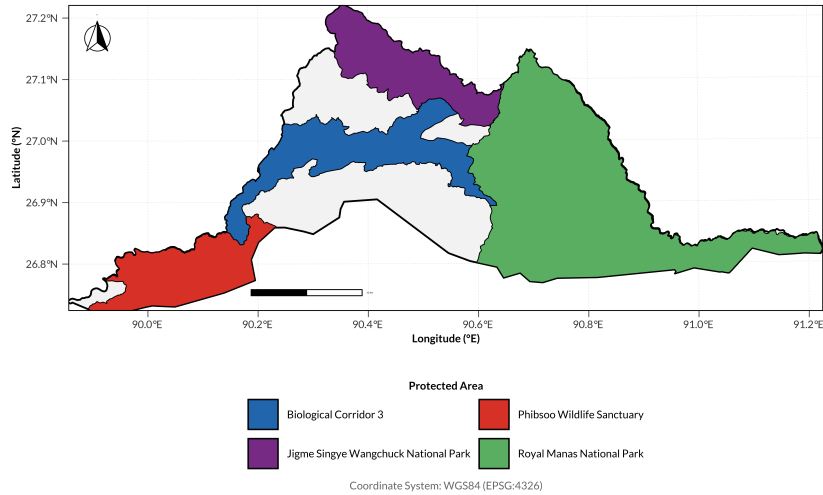 27.2°N
27.1°N
27.0°N
26.9°N
26.8°N
Latitude (°N)
90.0°E 90.2°E 90.4°E 90.6°E 90.8°E 91.0°E 91.2°E
Longitude (°E)
Protected Area
Biological Corridor 3
Phibsoo Wildlife Sanctuary
Jigme Singye Wangchuck National Park
Royal Manas National Park
Coordinate System: WGS84 (EPSG:4326)